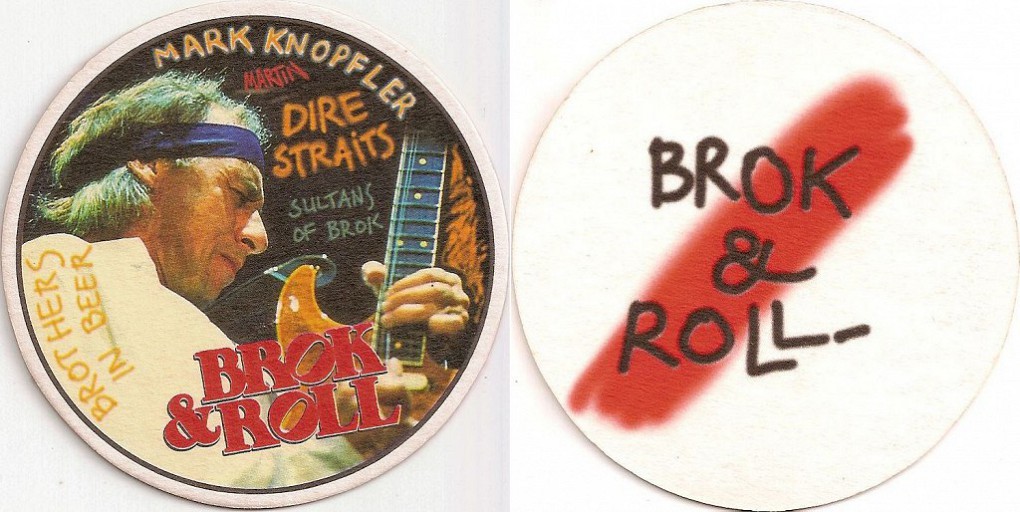 MARK KNOPFLER
MARTIN
DIRE
STRAITS
SULTANS
OF BROK
BROTHERS
IN BEER
BROK
&ROLL
BROK
&
ROLL